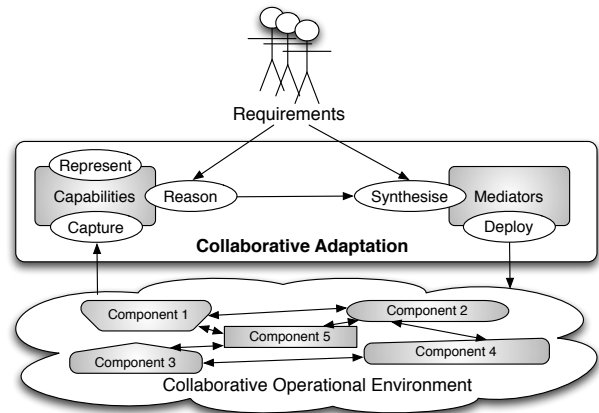 Requirements
Represent
Capabilities
Reason
Synthesise
Mediators
Capture
Deploy
Collaborative Adaptation
Component 1
Component 2
Component 5
Component 3
Component 4
Collaborative Operational Environment